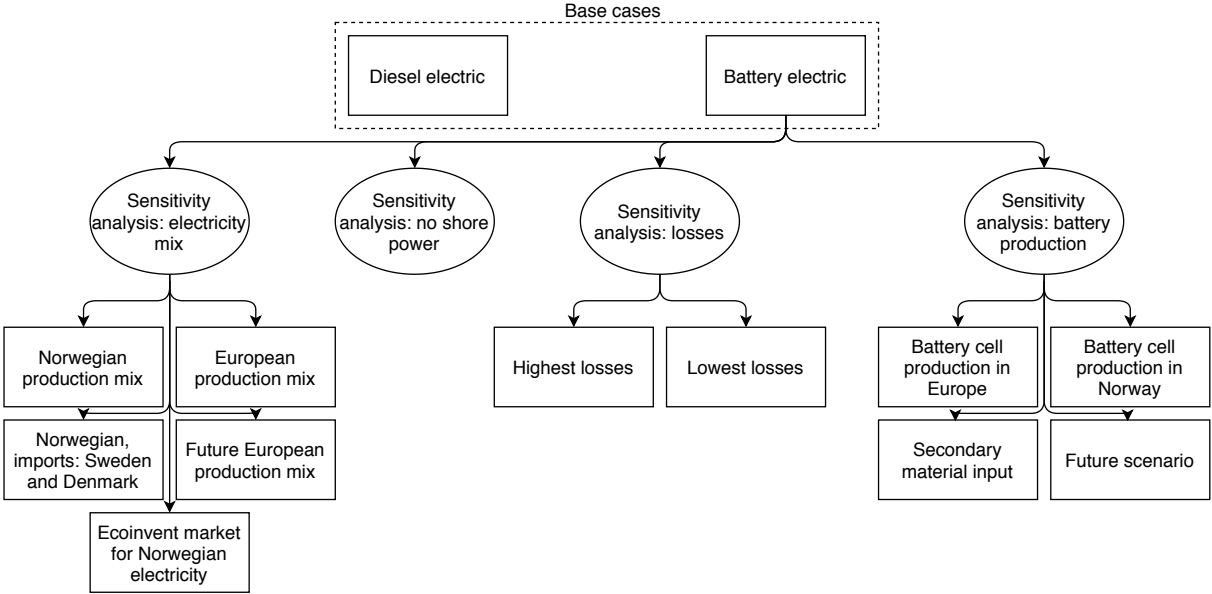 Base cases
Diesel electric
Battery electric
Sensitivity
analysis: electricity
mix
Sensitivity
analysis: no shore
power
Sensitivity
analysis: losses
Sensitivity
analysis: battery
production
Norwegian
production mix
European
production mix
Highest losses
Lowest losses
Battery cell
production in
Europe
Battery cell
production in
Norway
Norwegian,
imports: Sweden
and Denmark
Future European
production mix
Secondary
material input
Future scenario
Ecoinvent market
for Norwegian
electricity